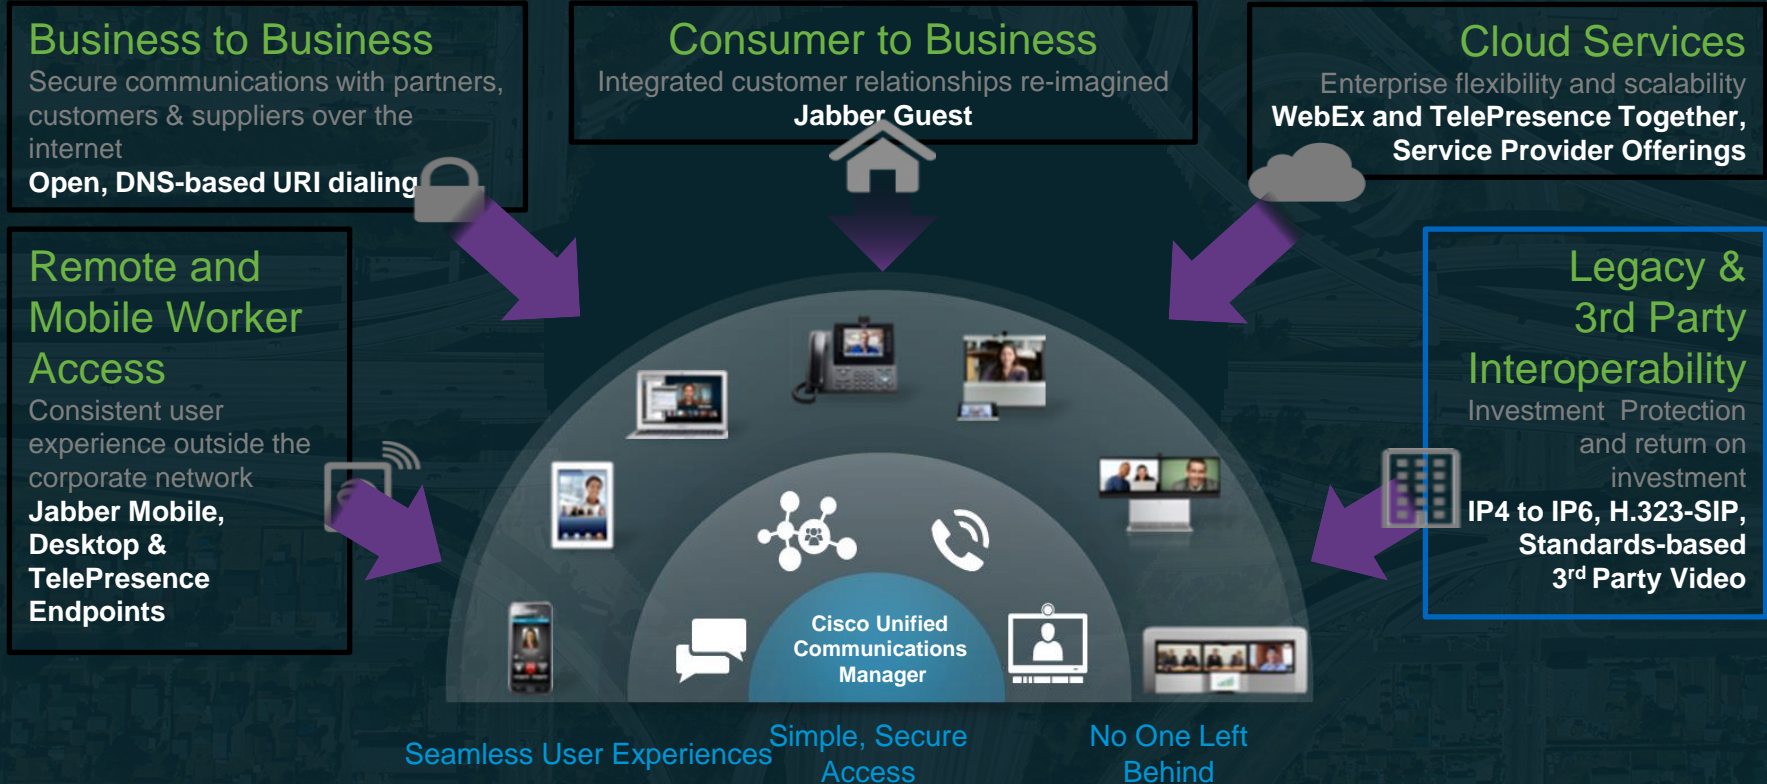 Business to Business
Secure communications with partners,
customers & suppliers over the
internet
Open, DNS-based URI dialing
Consumer to Business
Integrated customer relationships re-imagined
Jabber Guest
Cloud Services
Enterprise flexibility and scalability
WebEx and TelePresence Together,
Service Provider Offerings
Remote and
Mobile Worker
Access
Consistent user
experience outside the
corporate network
Jabber Mobile,
Desktop &
TelePresence
Endpoints
Legacy &
3rd Party
Interoperability
Investment Protection
and return on
investment
IP4 to IP6, H.323-SIP,
Standards-based
3rd Party Video
Cisco Unified
Communications
Manager
Seamless User Experiences
Simple, Secure
Access
No One Left
Behind